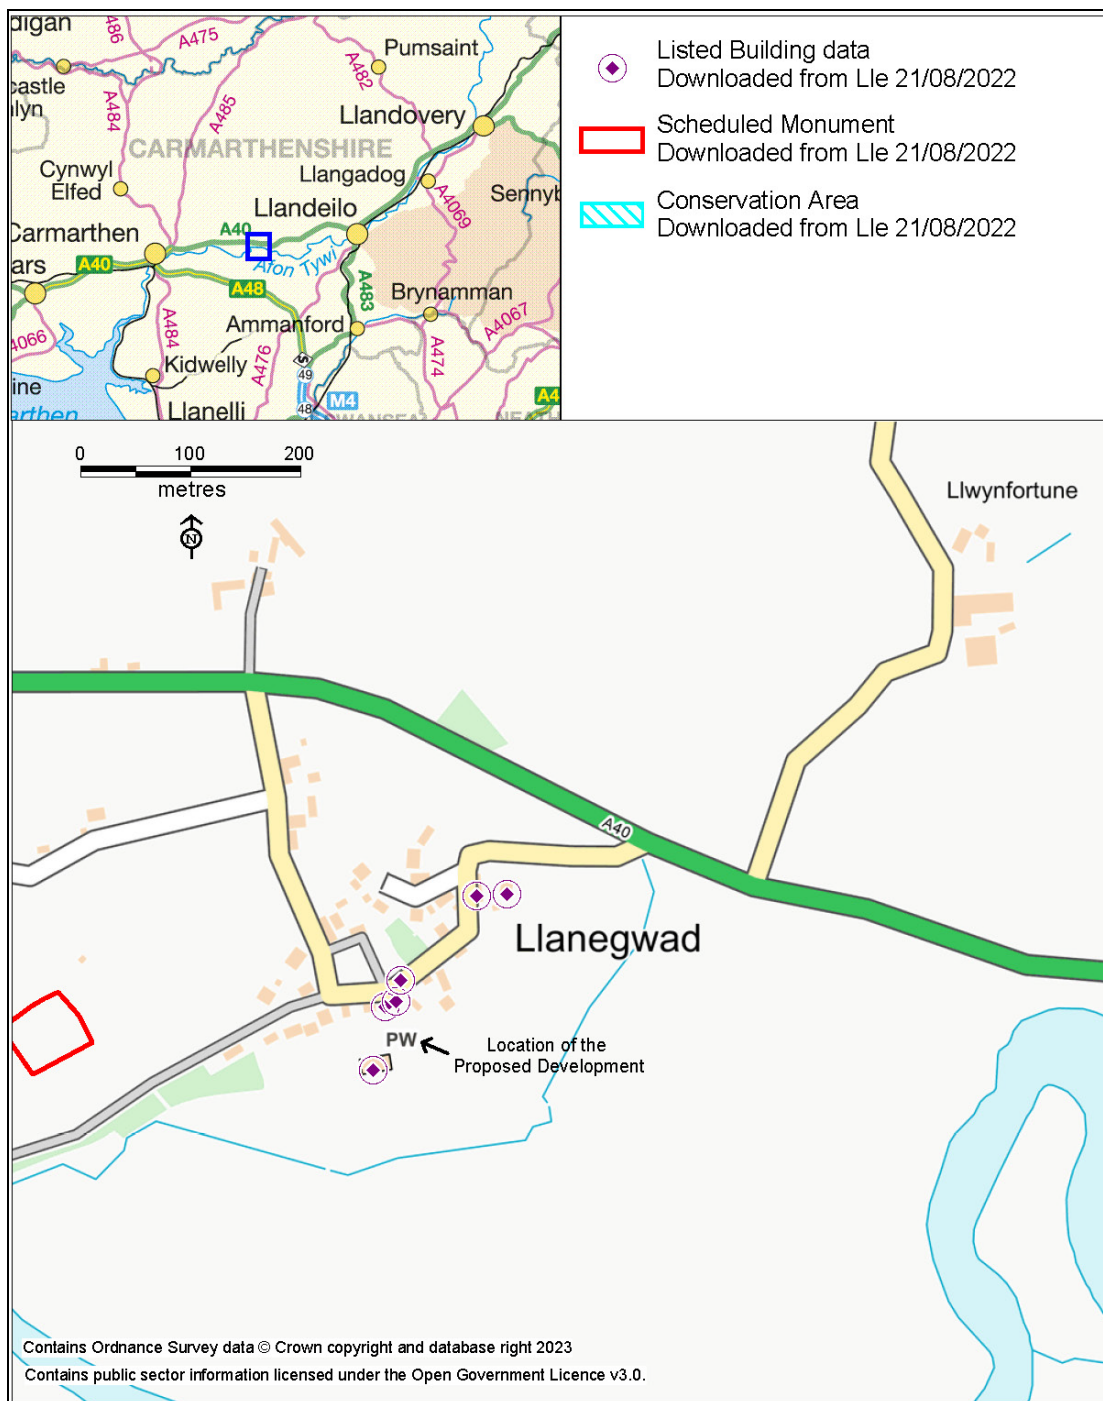 digan
A475
486
Pumsaint
castle
hlyn
A484
A485
A482
Llandovery
CARMARTHENSHIRE
Cynwyl
Elfed
Llangadog
A4069
Sennyb
Llandeilo
Carmarthen
A40
ars
A40
Afon Tywi
A48
A483
Brynamman
4066
A484
Ammanford
A4067
A476
A474
Kidwelly
S
49
ine
M4
A4
arthen
Llanelli
48
WANSEA
NEATH
Listed Building data
Downloaded from Lle 21/08/2022
Scheduled Monument
Downloaded from Lle 21/08/2022
Conservation Area
Downloaded from Lle 21/08/2022
0 100 200
metres
N
Llwynfortune
A40
Llanegwad
PW
Location of the
Proposed Development
Contains Ordnance Survey data © Crown copyright and database right 2023
Contains public sector information licensed under the Open Government Licence v3.0.